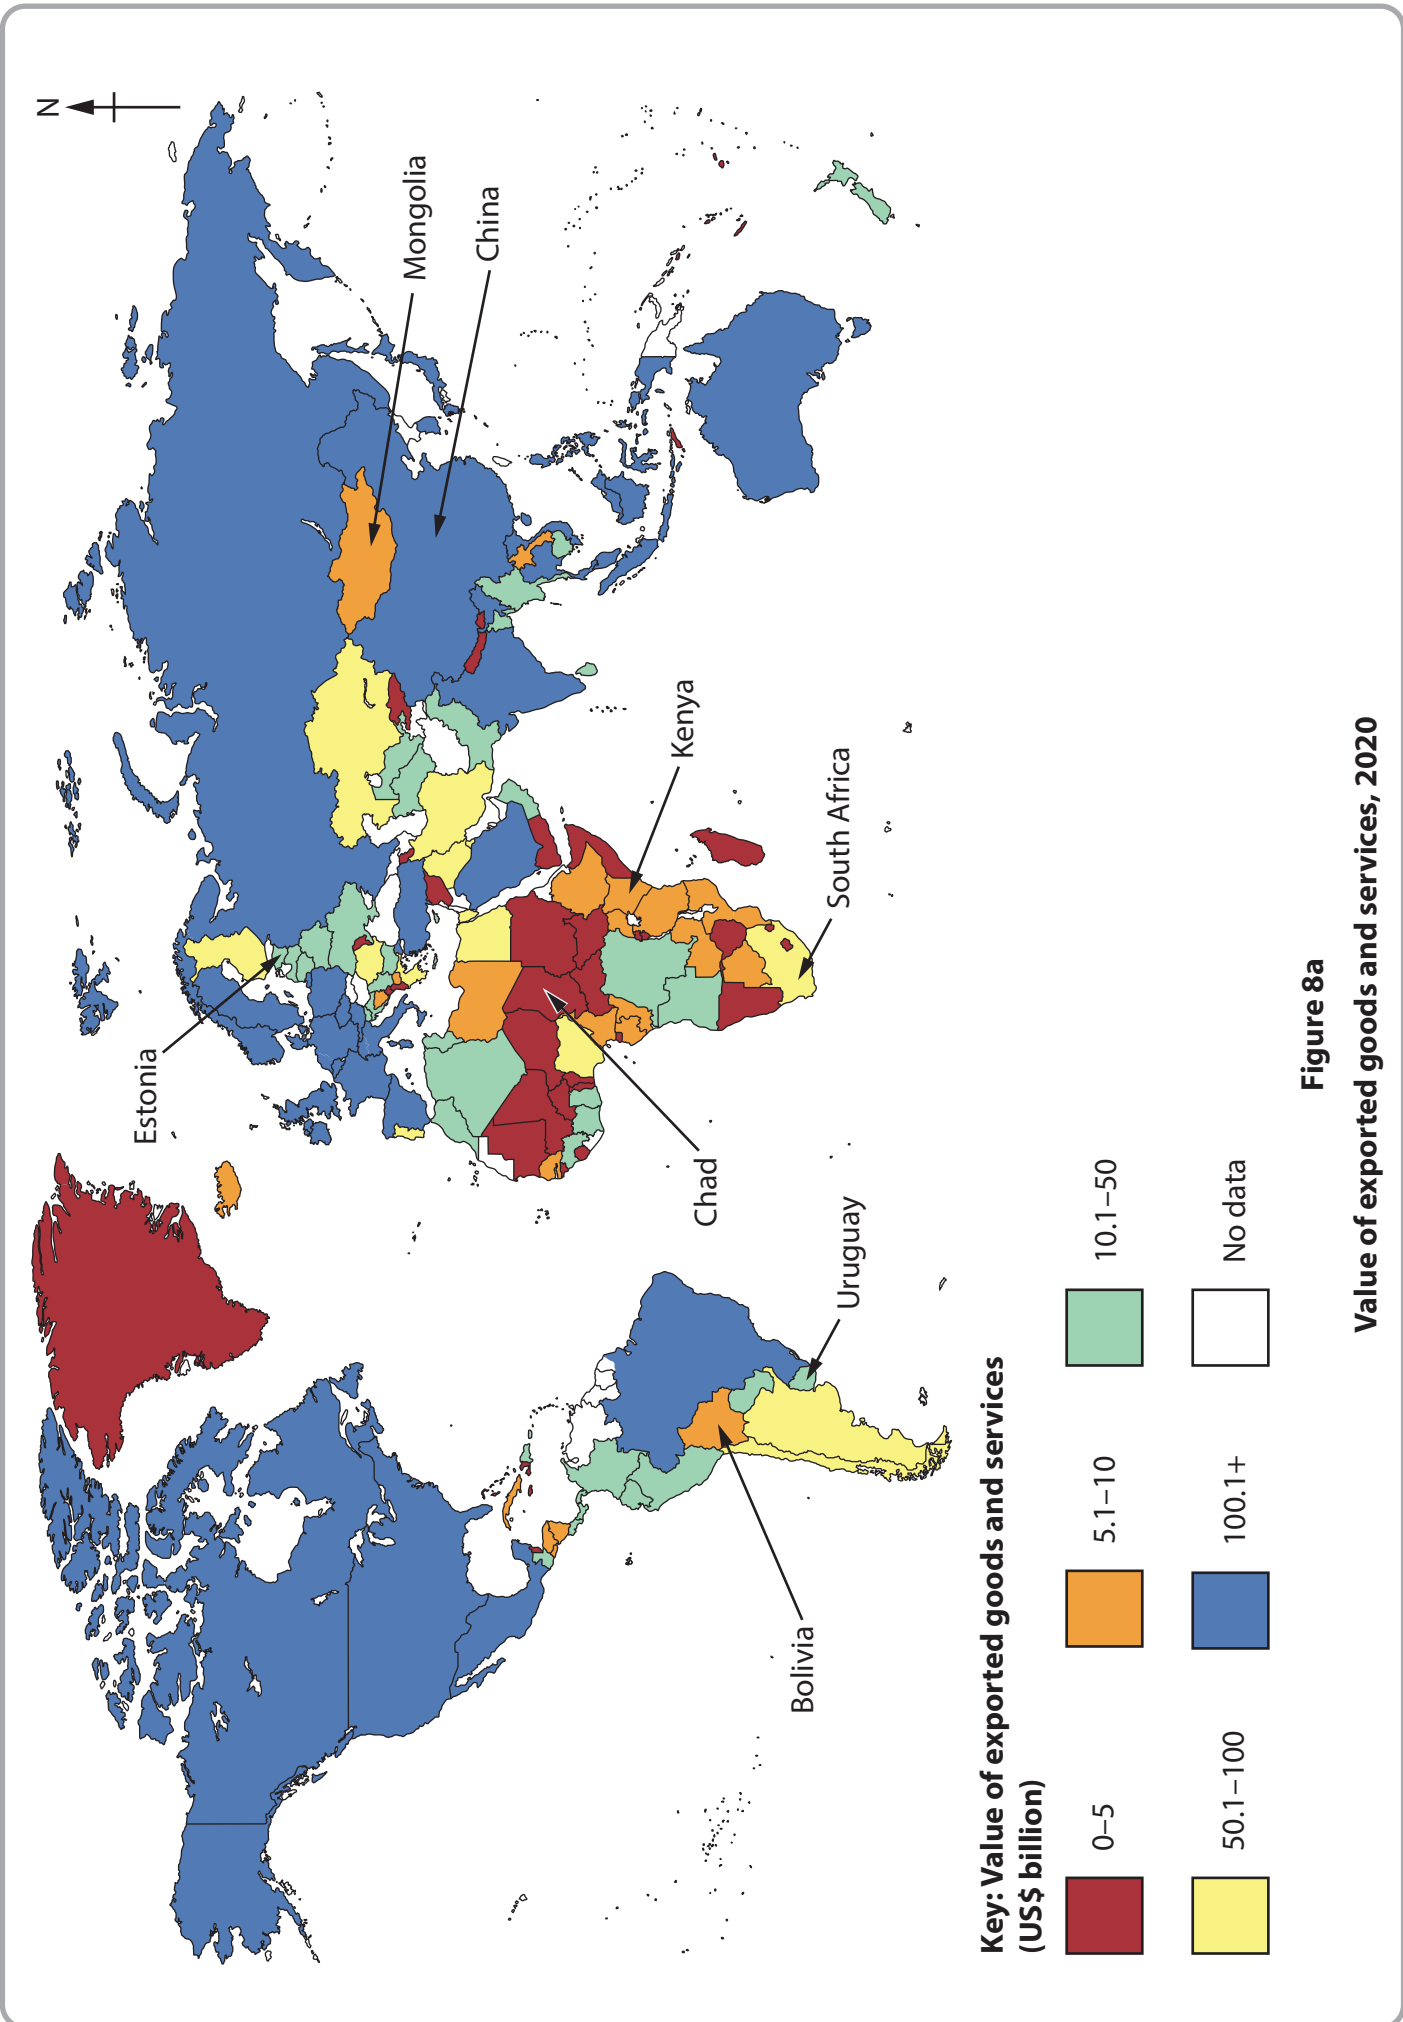 N
Estonia
Mongolia
China
Kenya
South Africa
Chad
Uruguay
Bolivia
Key: Value of exported goods and services
(US$ billion)
0–5
5.1–10
10.1–50
50.1–100
100.1+
No data
Figure 8a
Value of exported goods and services, 2020